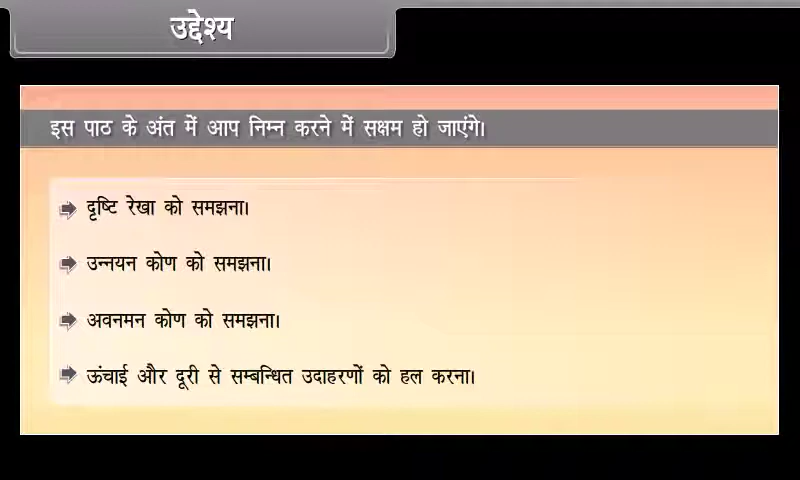 उद्देश्य
इस पाठ के अंत में आप निम्न करने में सक्षम हो जाएंगे।
दृष्टि रेखा को समझना।
उन्नयन कोण को समझना।
अवनमन कोण को समझना।
ऊंचाई और दूरी से सम्बन्धित उदाहरणों को हल करना।